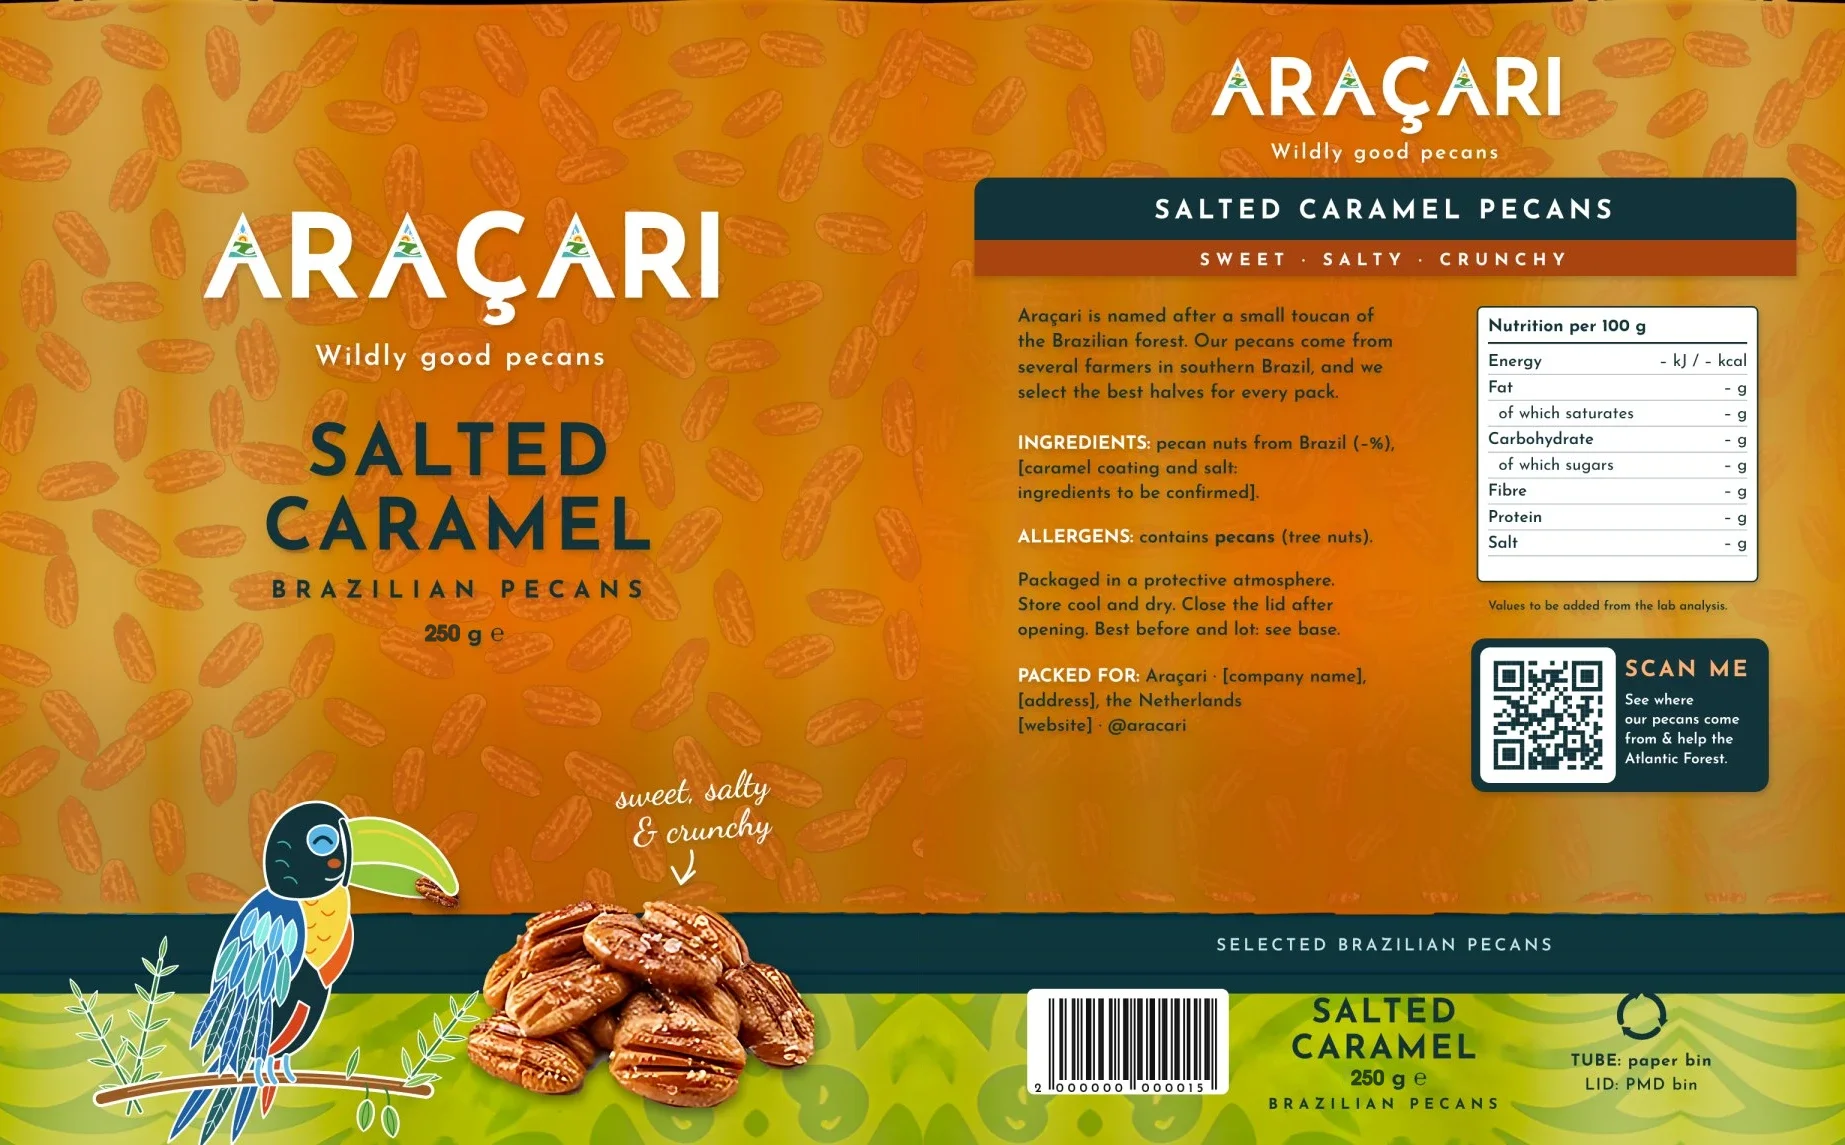 ARAÇARI
Wildly good pecans
SALTED
CARAMEL
BRAZILIAN PECANS
250 g ℮
sweet, salty
& crunchy
ARAÇARI
Wildly good pecans
SALTED CARAMEL PECANS
SWEET · SALTY · CRUNCHY
Araçari is named after a small toucan of
the Brazilian forest. Our pecans come from
several farmers in southern Brazil, and we
select the best halves for every pack.
INGREDIENTS: pecan nuts from Brazil (-%),
[caramel coating and salt:
ingredients to be confirmed].
ALLERGENS: contains pecans (tree nuts).
Packaged in a protective atmosphere.
Store cool and dry. Close the lid after
opening. Best before and lot: see base.
PACKED FOR: Araçari · [company name],
[address], the Netherlands
[website] · @aracari
Nutrition per 100 g
Energy - kJ / - kcal
Fat - g
of which saturates - g
Carbohydrate - g
of which sugars - g
Fibre - g
Protein - g
Salt - g
Values to be added from the lab analysis.
SCAN ME
See where
our pecans come
from & help the
Atlantic Forest.
SELECTED BRAZILIAN PECANS
2 000000 000015
SALTED
CARAMEL
250 g ℮
BRAZILIAN PECANS
TUBE: paper bin
LID: PMD bin